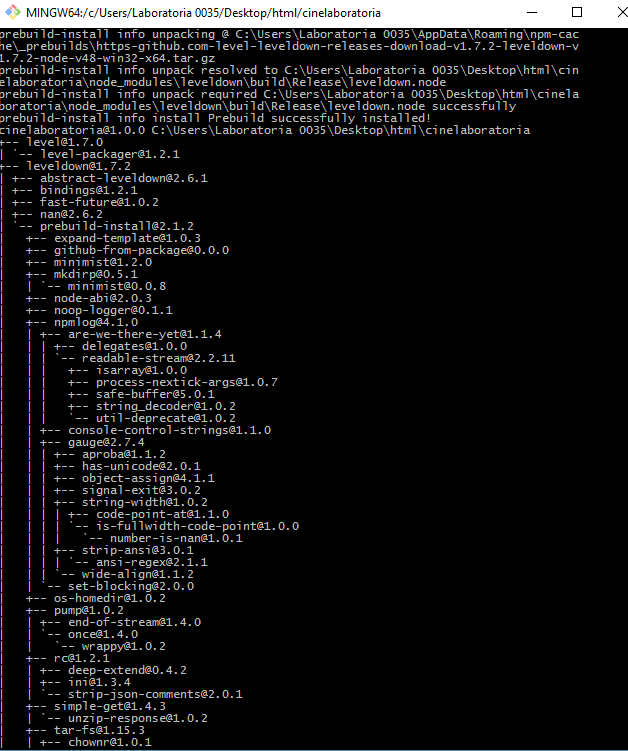 MINGW64:/c/Users/Laboratoria 0035/Desktop/html/cinelaboratoria
prebuild-install info unpacking @ C:\Users\Laboratoria 0035\AppData\Roaming\npm-cac
he\_prebuilds\https-github.com-level-leveldown-releases-download-v1.7.2-leveldown-v
1.7.2-node-v48-win32-x64.tar.gz
prebuild-install info unpack resolved to C:\Users\Laboratoria 0035\Desktop\html\cin
elaboratoria\node_modules\leveldown\build\Release\leveldown.node
prebuild-install info unpack required C:\Users\Laboratoria 0035\Desktop\html\cinela
boratoria\node_modules\leveldown\build\Release\leveldown.node successfully
prebuild-install info install Prebuild successfully installed!
cinelaboratoria@1.0.0 C:\Users\Laboratoria 0035\Desktop\html\cinelaboratoria
+-- level@1.7.0
| `-- level-packager@1.2.1
+-- leveldown@1.7.2
| +-- abstract-leveldown@2.6.1
| +-- bindings@1.2.1
| +-- fast-future@1.0.2
| +-- nan@2.6.2
| `-- prebuild-install@2.1.2
|   +-- expand-template@1.0.3
|   +-- github-from-package@0.0.0
|   +-- minimist@1.2.0
|   +-- mkdirp@0.5.1
|   | `-- minimist@0.0.8
|   +-- node-abi@2.0.3
|   +-- noop-logger@0.1.1
|   +-- npmlog@4.1.0
|   | +-- are-we-there-yet@1.1.4
|   | | +-- delegates@1.0.0
|   | | `-- readable-stream@2.2.11
|   | |   +-- isarray@1.0.0
|   | |   +-- process-nextick-args@1.0.7
|   | |   +-- safe-buffer@5.0.1
|   | |   +-- string_decoder@1.0.2
|   | |   `-- util-deprecate@1.0.2
|   | +-- console-control-strings@1.1.0
|   | +-- gauge@2.7.4
|   | | +-- aproba@1.1.2
|   | | +-- has-unicode@2.0.1
|   | | +-- object-assign@4.1.1
|   | | +-- signal-exit@3.0.2
|   | | +-- string-width@1.0.2
|   | | | +-- code-point-at@1.1.0
|   | | | `-- is-fullwidth-code-point@1.0.0
|   | | |   `-- number-is-nan@1.0.1
|   | | +-- strip-ansi@3.0.1
|   | | | `-- ansi-regex@2.1.1
|   | | `-- wide-align@1.1.2
|   | `-- set-blocking@2.0.0
|   +-- os-homedir@1.0.2
|   +-- pump@1.0.2
|   | +-- end-of-stream@1.4.0
|   | `-- once@1.4.0
|   |   `-- wrappy@1.0.2
|   +-- rc@1.2.1
|   | +-- deep-extend@0.4.2
|   | +-- ini@1.3.4
|   | `-- strip-json-comments@2.0.1
|   +-- simple-get@1.4.3
|   | `-- unzip-response@1.0.2
|   +-- tar-fs@1.15.3
|   | +-- chownr@1.0.1